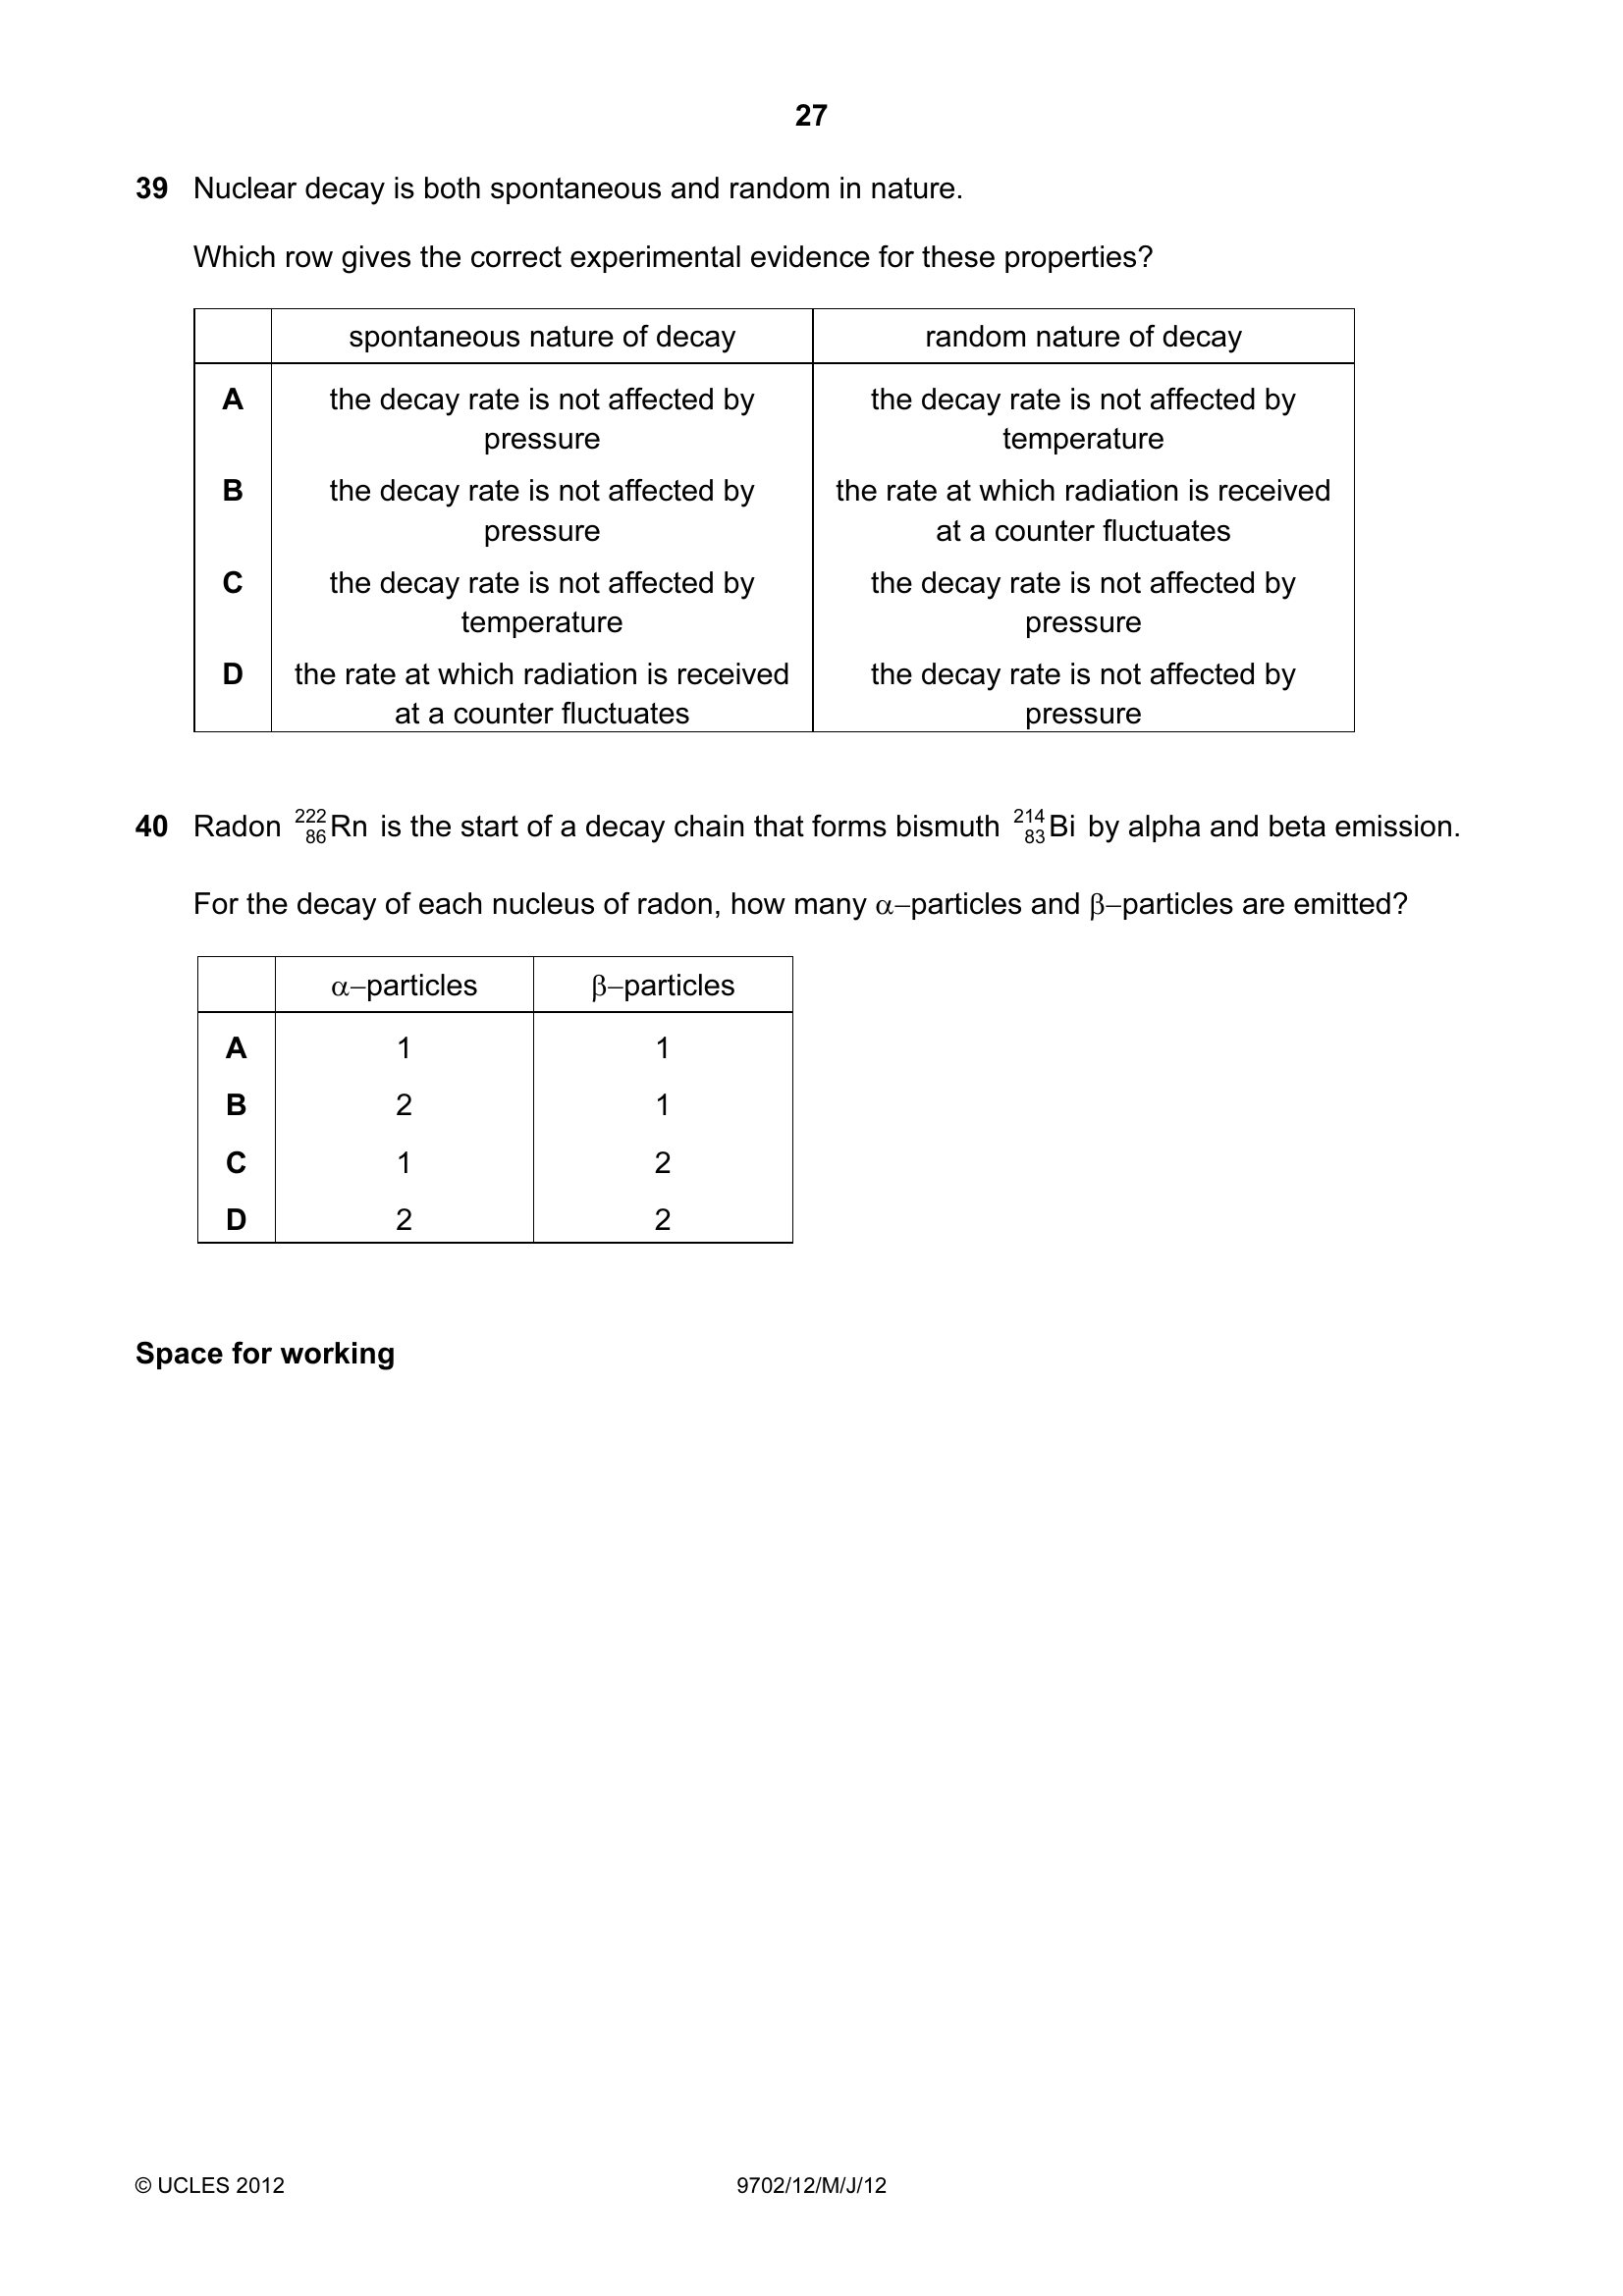 27
39 Nuclear decay is both spontaneous and random in nature.
Which row gives the correct experimental evidence for these properties?
spontaneous nature of decay random nature of decay
A the decay rate is not affected by pressure the decay rate is not affected by temperature
B the decay rate is not affected by pressure the rate at which radiation is received at a counter fluctuates
C the decay rate is not affected by temperature the decay rate is not affected by pressure
D the rate at which radiation is received at a counter fluctuates the decay rate is not affected by pressure
40 Radon 222 86 Rn is the start of a decay chain that forms bismuth 214 83 Bi by alpha and beta emission.
For the decay of each nucleus of radon, how many α–particles and β–particles are emitted?
α–particles β–particles
A 1 1
B 2 1
C 1 2
D 2 2
Space for working
© UCLES 2012 9702/12/M/J/12